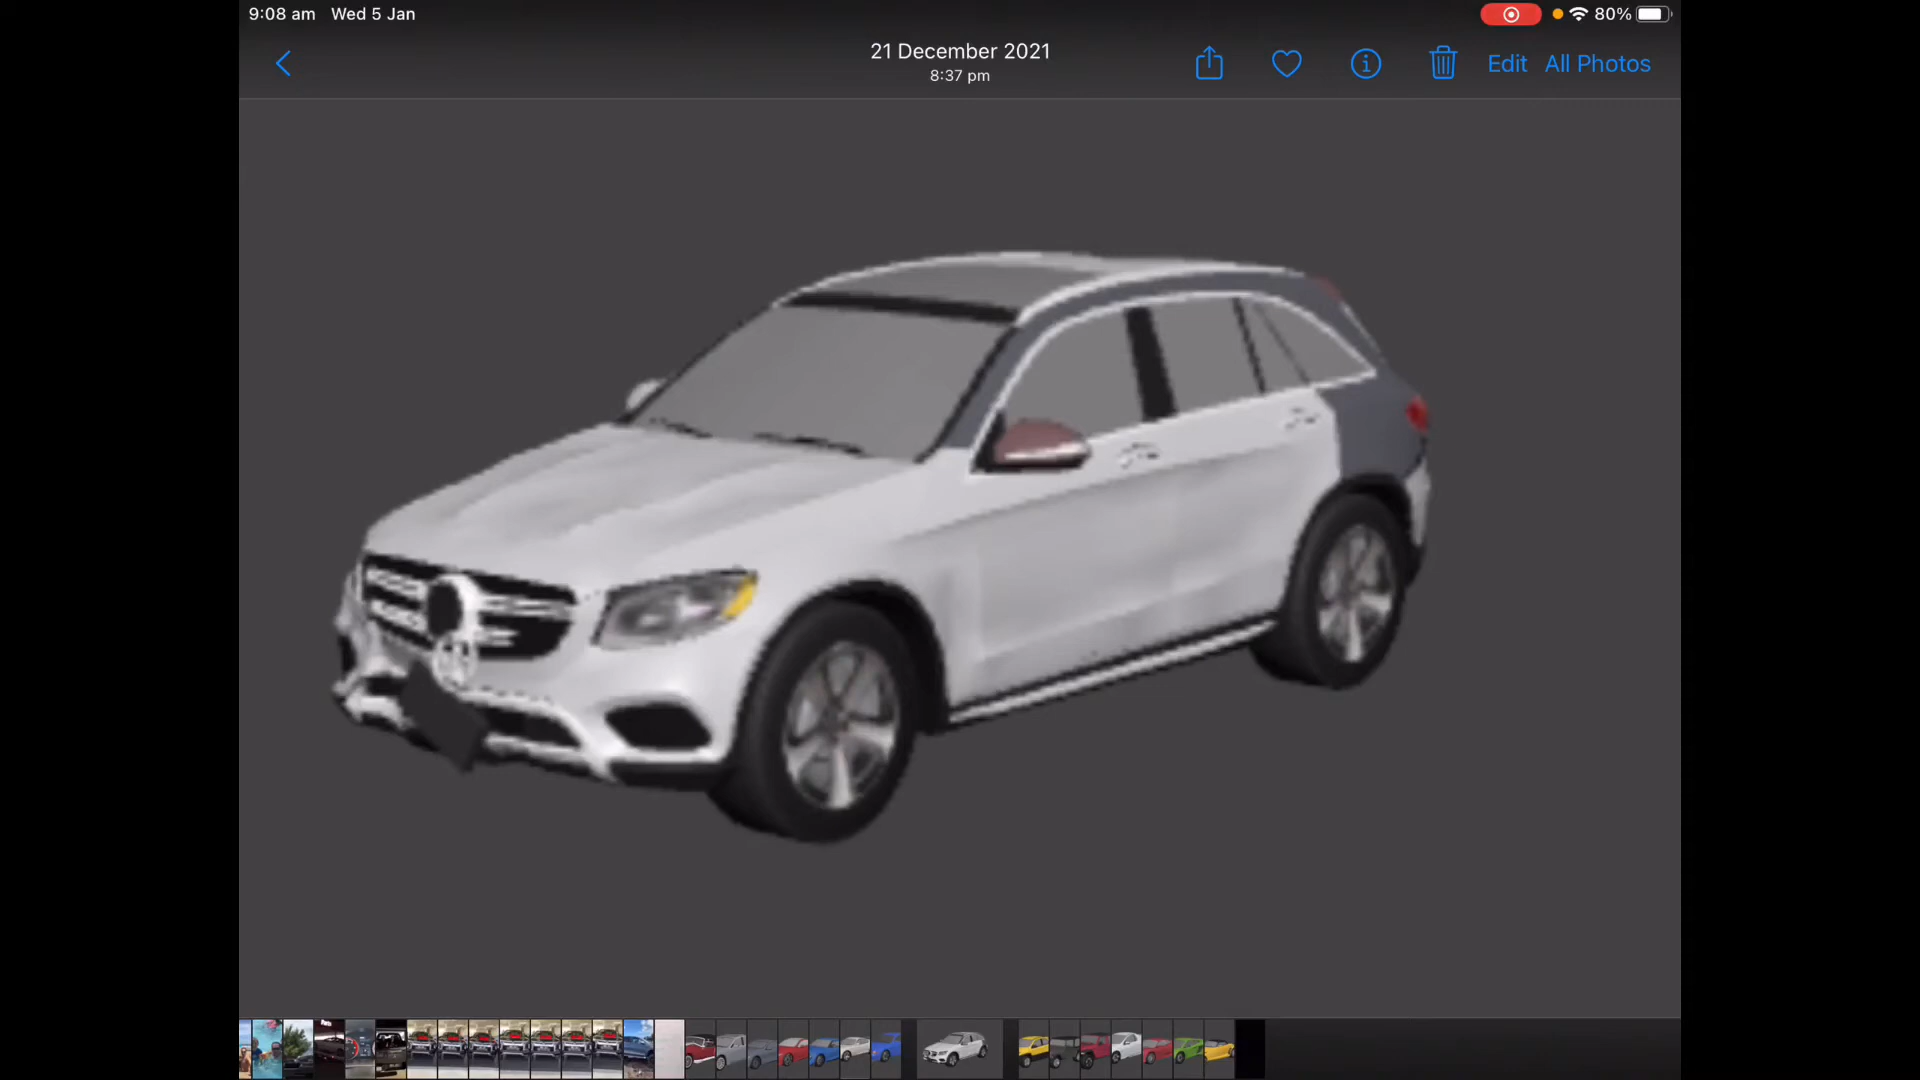 9:08 am Wed 5 Jan
80%
21 December 2021
8:37 pm
Edit All Photos